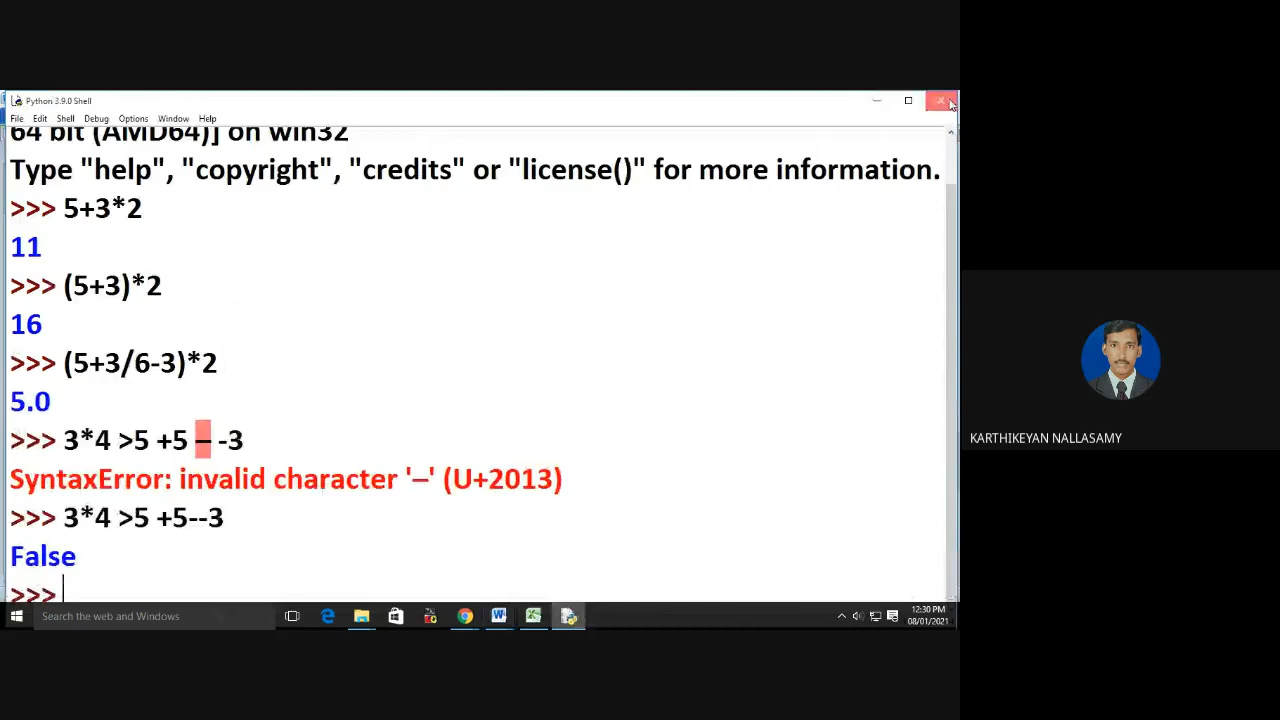 Python 3.9.0 Shell
File Edit Shell Debug Options Window Help
64 bit (AMD64)] on win32
Type "help", "copyright", "credits" or "license()" for more information.
>>> 5+3*2
11
>>> (5+3)*2
16
>>> (5+3/6-3)*2
5.0
>>> 3*4 >5 +5 – -3
SyntaxError: invalid character '–' (U+2013)
>>> 3*4 >5 +5--3
False
>>>
KARTHIKEYAN NALLASAMY
Search the web and Windows
12:30 PM
08/01/2021